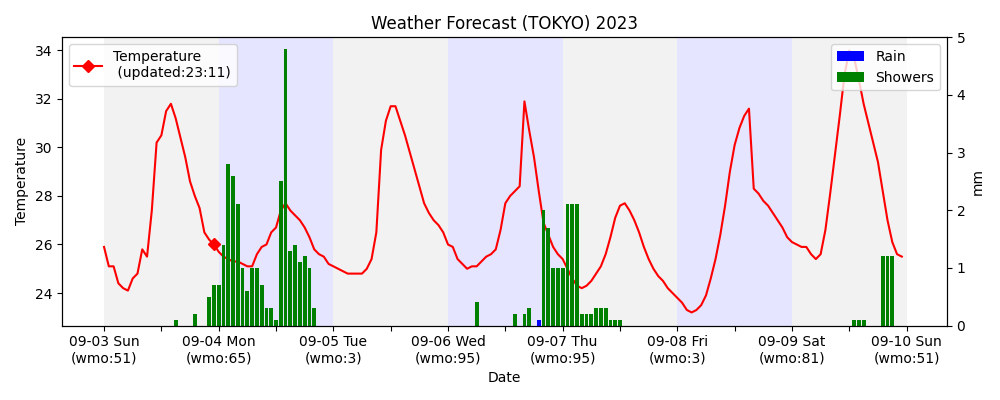 Weather Forecast (TOKYO) 2023
Temperature
(updated:23:11)
Rain
Showers
34
32
30
28
26
24
Temperature
5
4
3
2
1
0
mm
09-03 Sun
(wmo:51)
09-04 Mon
(wmo:65)
09-05 Tue
(wmo:3)
09-06 Wed
(wmo:95)
09-07 Thu
(wmo:95)
09-08 Fri
(wmo:3)
09-09 Sat
(wmo:81)
09-10 Sun
(wmo:51)
Date